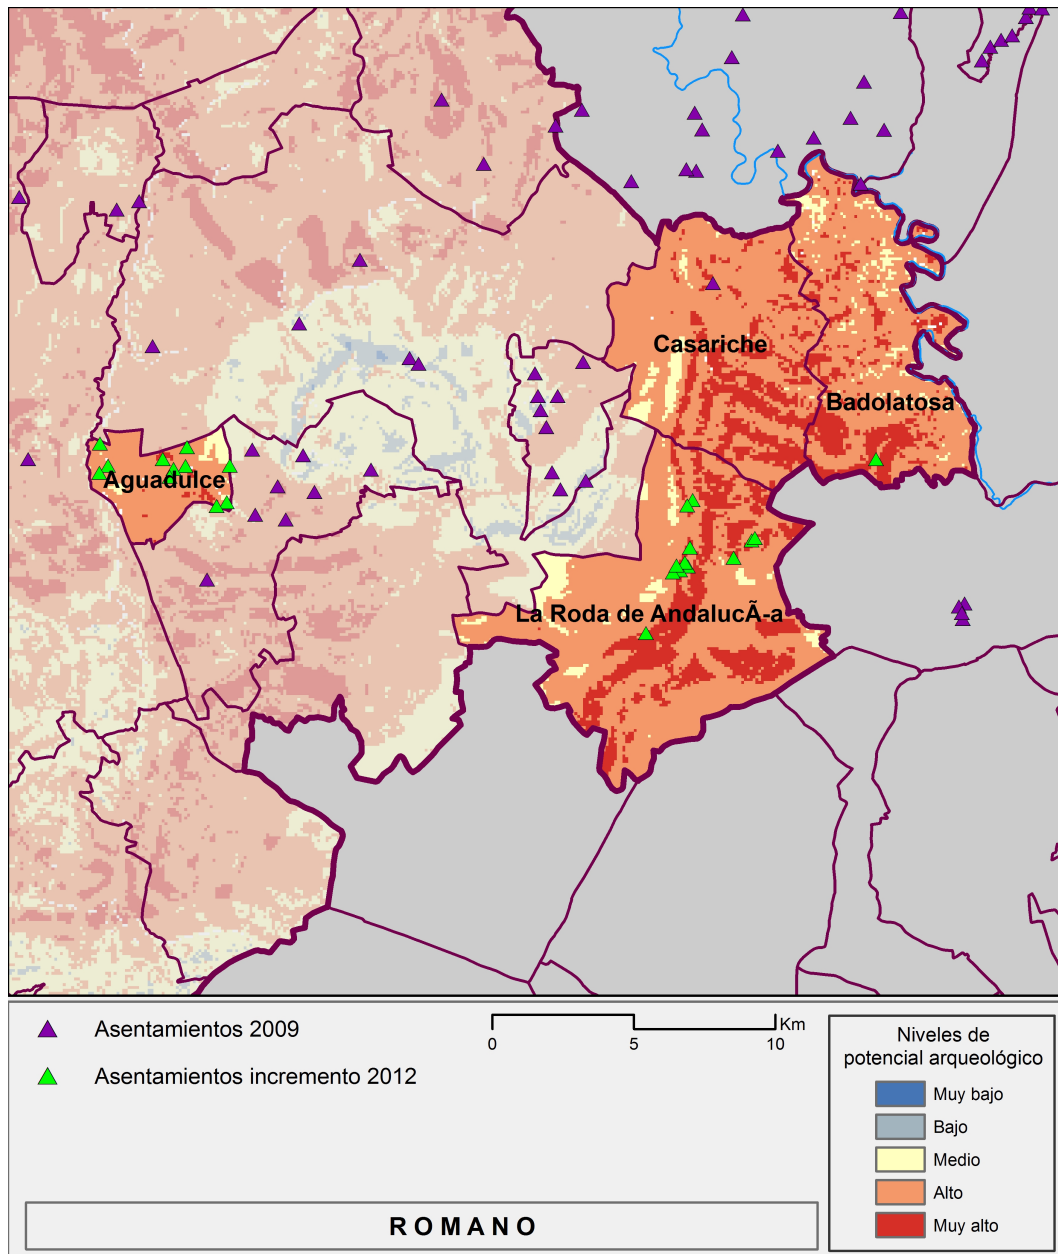 Casariche
Badolatosa
Aguadulce
La Roda de AndalucÃ-a
Asentamientos 2009
Asentamientos incremento 2012
Km
0 5 10
ROMANO
Niveles de
potencial arqueológico
Muy bajo
Bajo
Medio
Alto
Muy alto